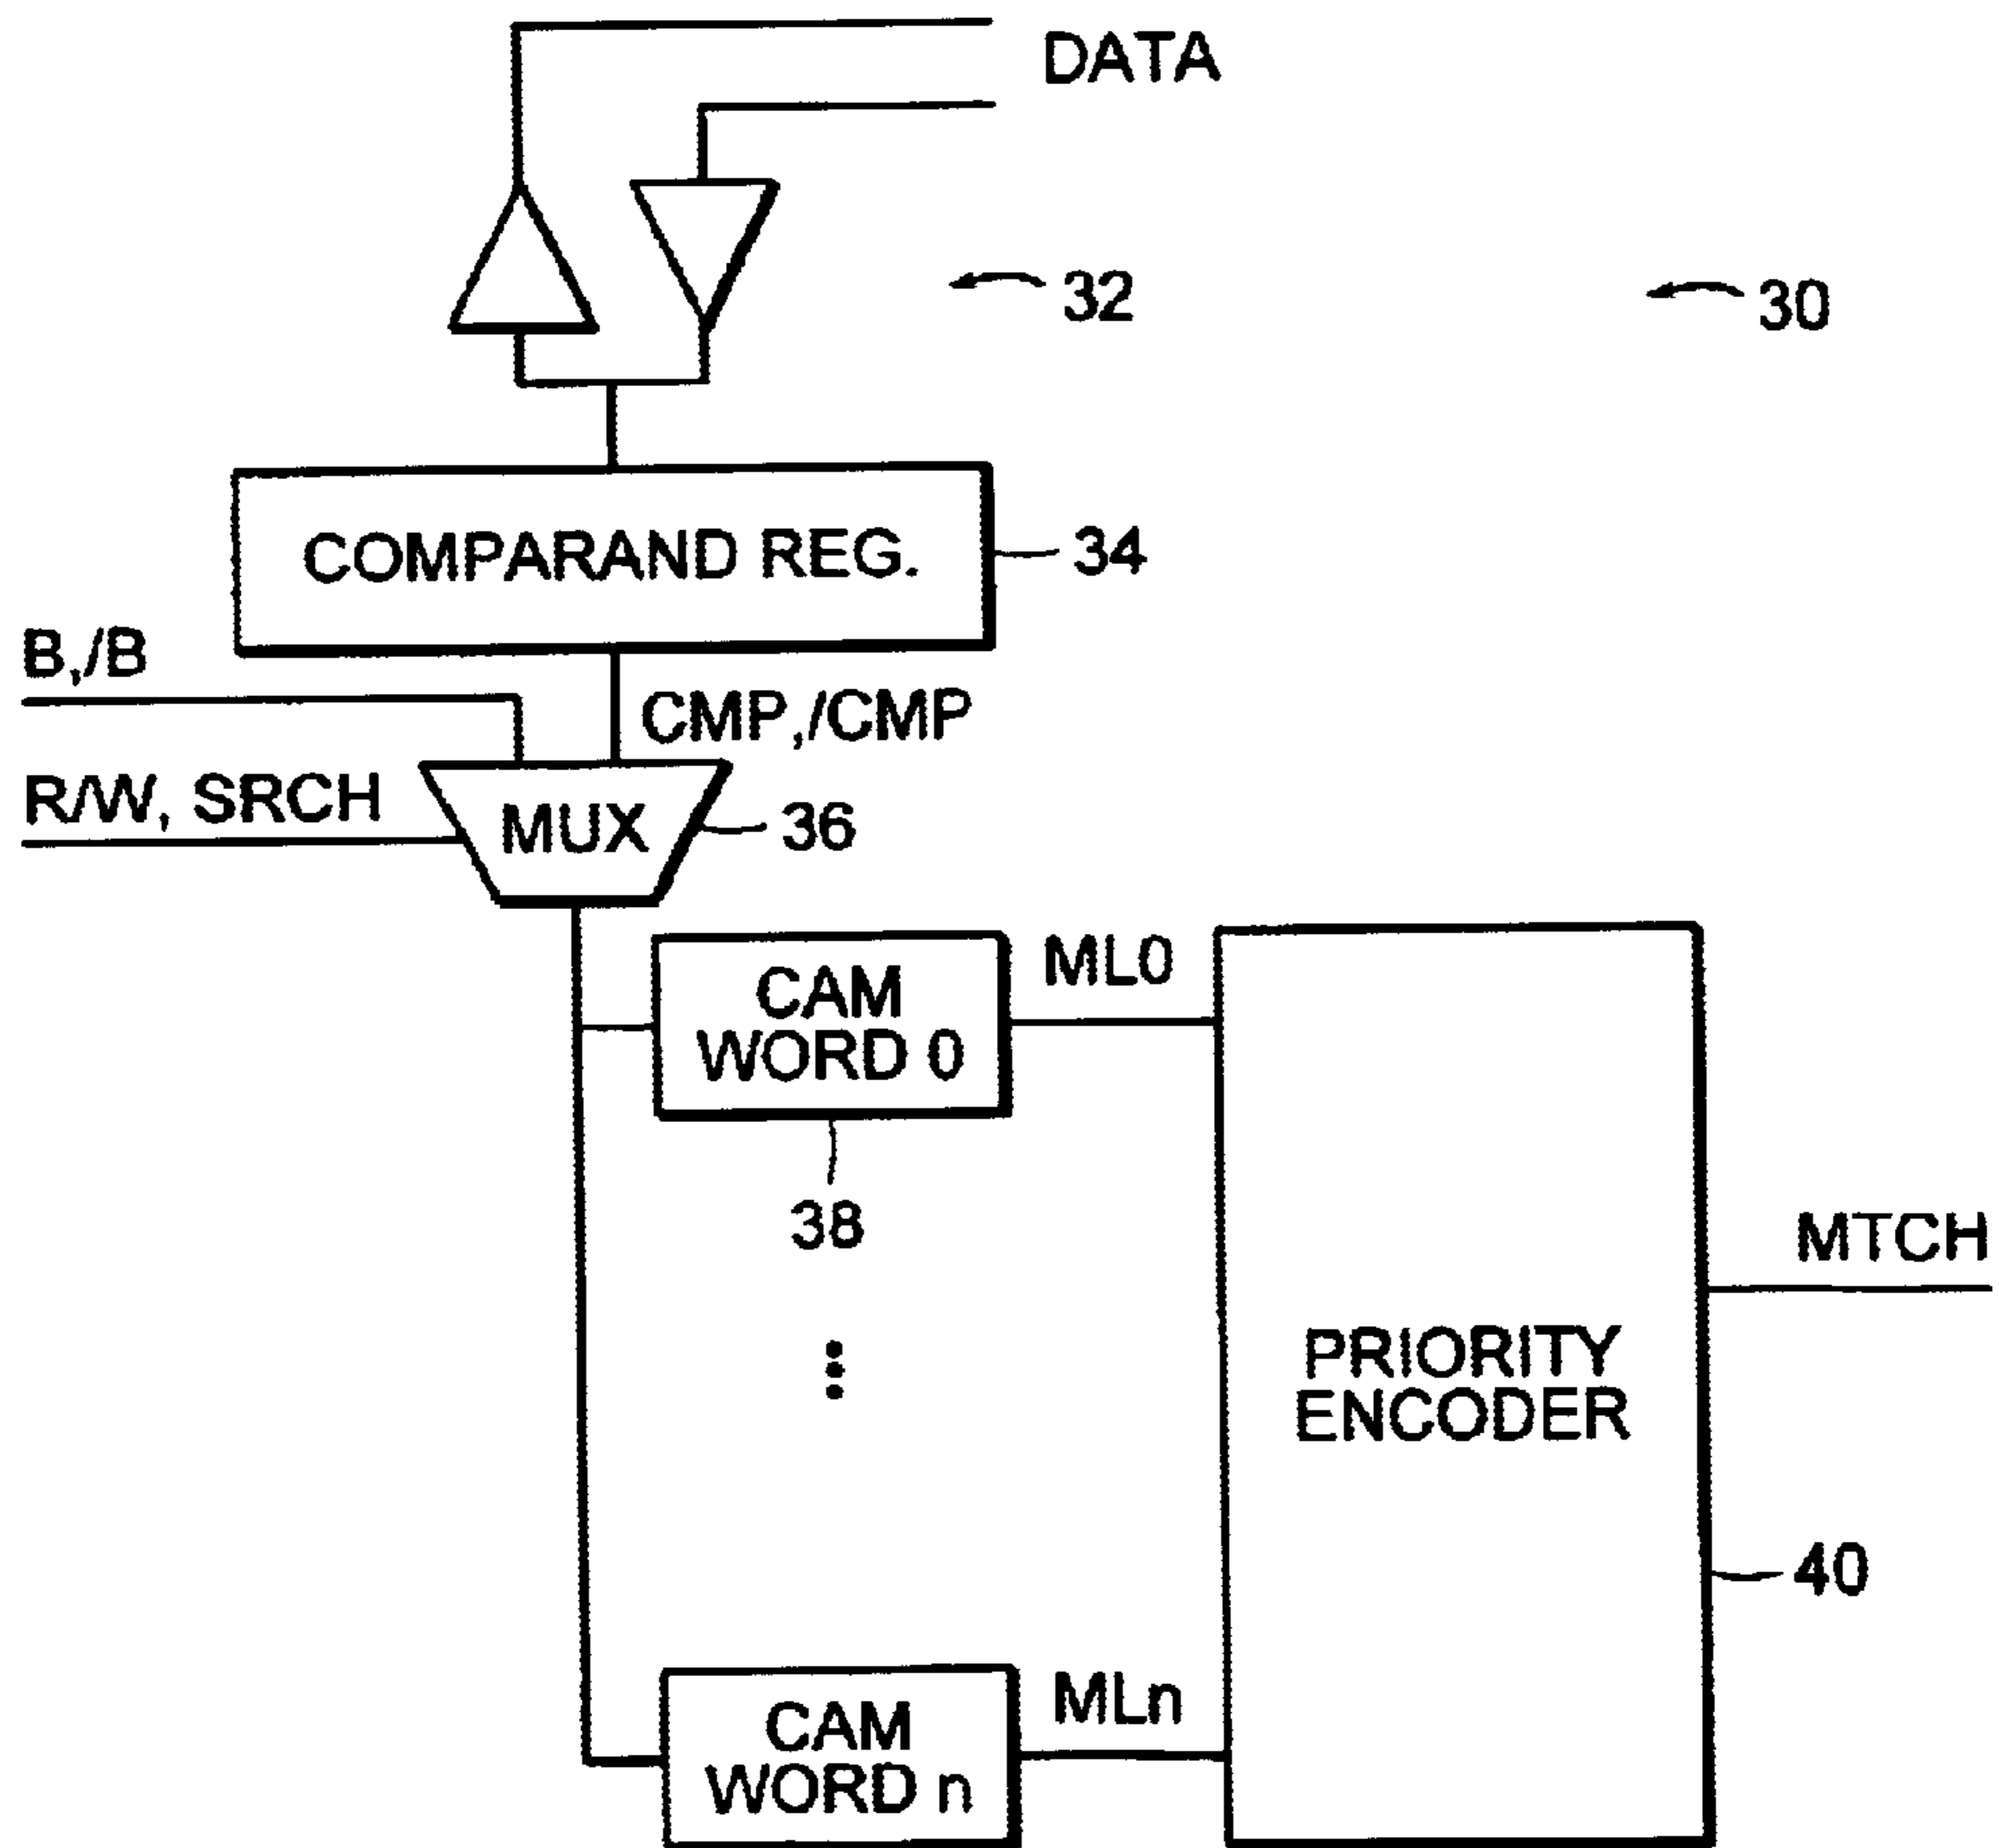 DATA
32
30
COMPARAND REG.
34
B,/B
CMP,/CMP
R/W, SRCH
MUX
36
CAM
WORD 0
ML0
38
MTCH
PRIORITY
ENCODER
40
CAM
WORD n
MLn